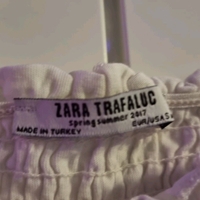 ZARA TRAFALUC
spring summer 2017
MADE IN TURKEY
EUR/USA S